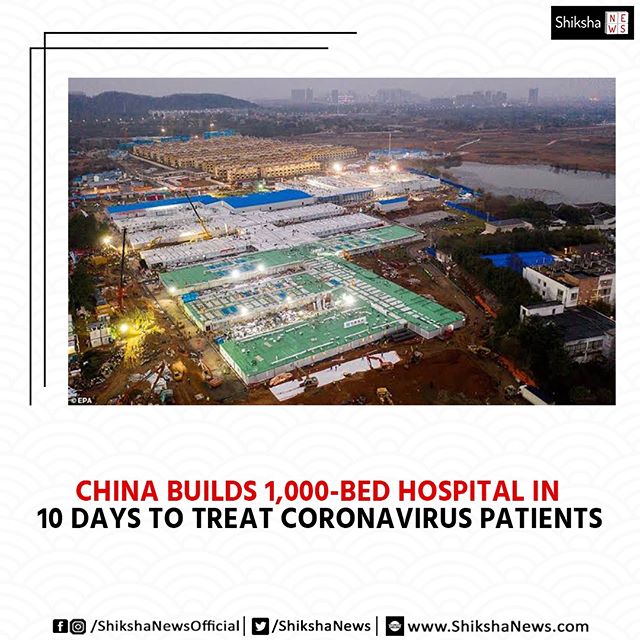 Shiksha NEWS
© EPA
CHINA BUILDS 1,000-BED HOSPITAL IN
10 DAYS TO TREAT CORONAVIRUS PATIENTS
/ShikshaNewsOfficial | /ShikshaNews | www.ShikshaNews.com